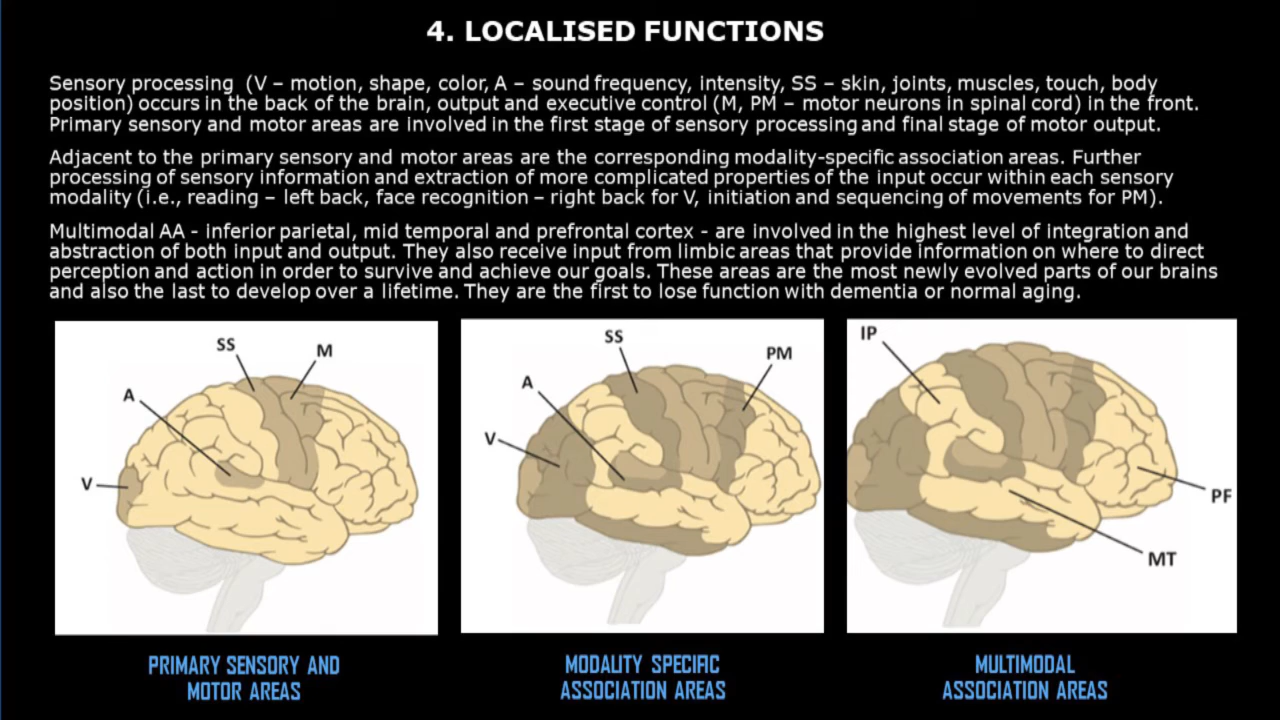 4. LOCALISED FUNCTIONS
Sensory processing (V – motion, shape, color, A – sound frequency, intensity, SS – skin, joints, muscles, touch, body
position) occurs in the back of the brain, output and executive control (M, PM – motor neurons in spinal cord) in the front.
Primary sensory and motor areas are involved in the first stage of sensory processing and final stage of motor output.
Adjacent to the primary sensory and motor areas are the corresponding modality-specific association areas. Further
processing of sensory information and extraction of more complicated properties of the input occur within each sensory
modality (i.e., reading – left back, face recognition – right back for V, initiation and sequencing of movements for PM).
Multimodal AA - inferior parietal, mid temporal and prefrontal cortex - are involved in the highest level of integration and
abstraction of both input and output. They also receive input from limbic areas that provide information on where to direct
perception and action in order to survive and achieve our goals. These areas are the most newly evolved parts of our brains
and also the last to develop over a lifetime. They are the first to lose function with dementia or normal aging.
SS
M
A
V
SS
PM
A
V
IP
PF
MT
PRIMARY SENSORY AND
MOTOR AREAS
MODALITY SPECIFIC
ASSOCIATION AREAS
MULTIMODAL
ASSOCIATION AREAS